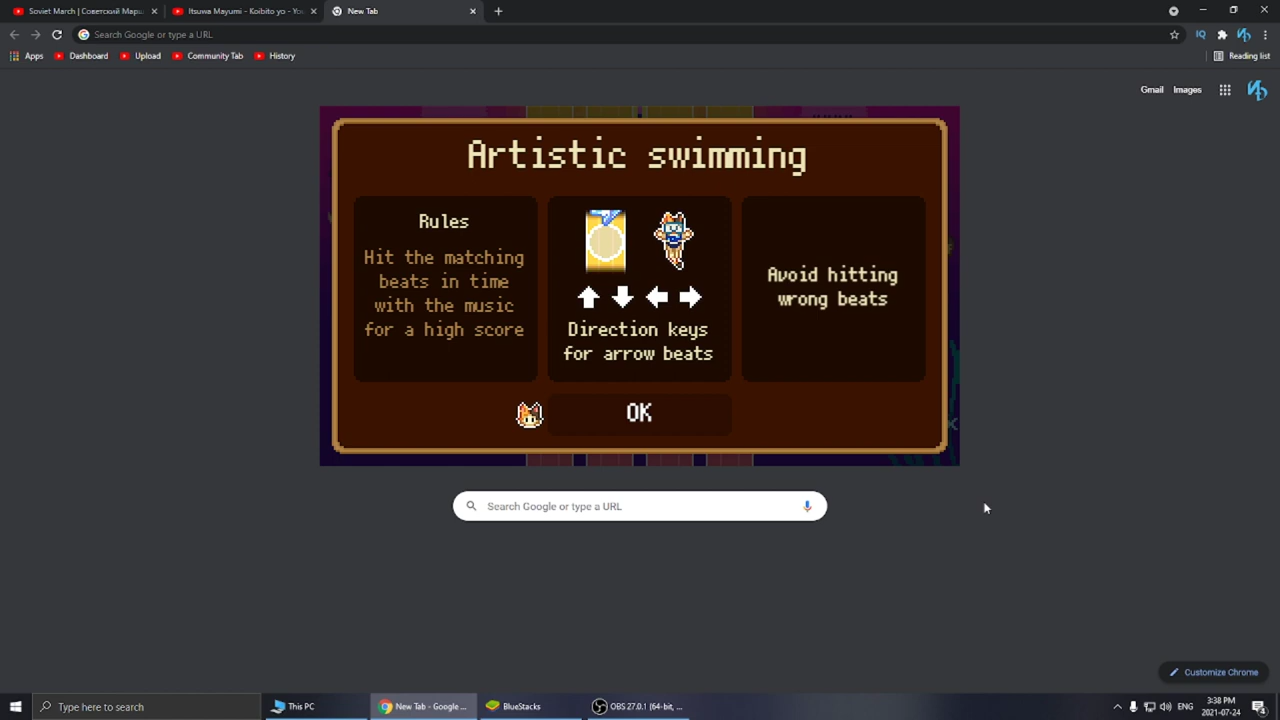 Soviet March | Советский Марш
Itsuwa Mayumi - Koibito yo - You
New Tab
Search Google or type a URL
Apps
Dashboard
Upload
Community Tab
History
Reading list
Gmail
Images
Artistic swimming
Rules
Hit the matching
beats in time
with the music
for a high score
Direction keys
for arrow beats
Avoid hitting
wrong beats
OK
Search Google or type a URL
Customize Chrome
Type here to search
This PC
New Tab - Google ...
BlueStacks
OBS 27.0.1 (64-bit, ...
ENG
3:38 PM
2021-07-24